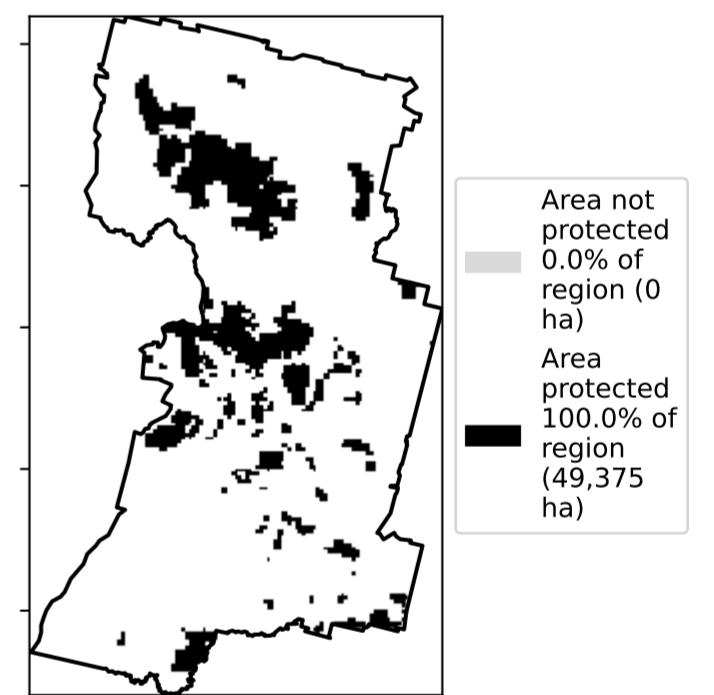 Area not
protected
0.0% of
region (0
ha)
Area
protected
100.0% of
region
(49,375
ha)